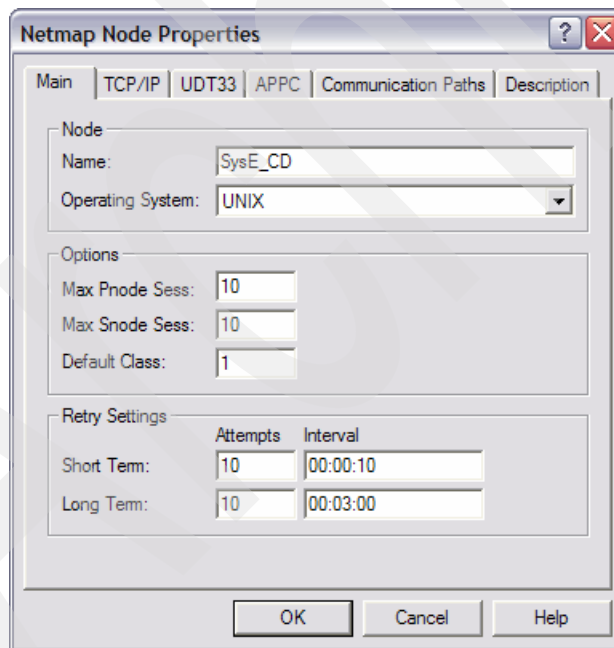 Netmap Node Properties
Main TCP/IP UDT33 APPC Communication Paths Description
Node
Name: SysE_CD
Operating System: UNIX
Options
Max Pnode Sess: 10
Max Snode Sess: 10
Default Class: 1
Retry Settings
Attempts Interval
Short Term: 10 00:00:10
Long Term: 10 00:03:00
OK Cancel Help